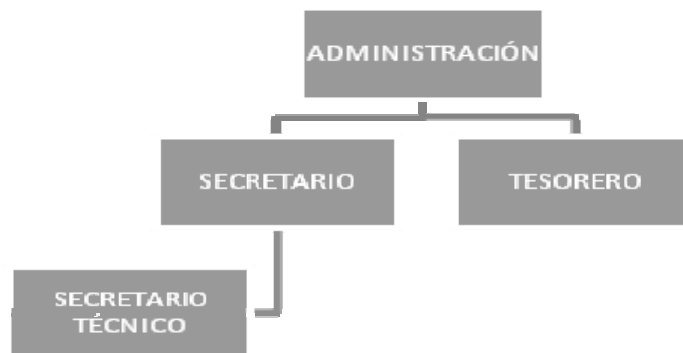 ADMINISTRACIÓN
SECRETARIO
TESORERO
SECRETARIO
TÉCNICO